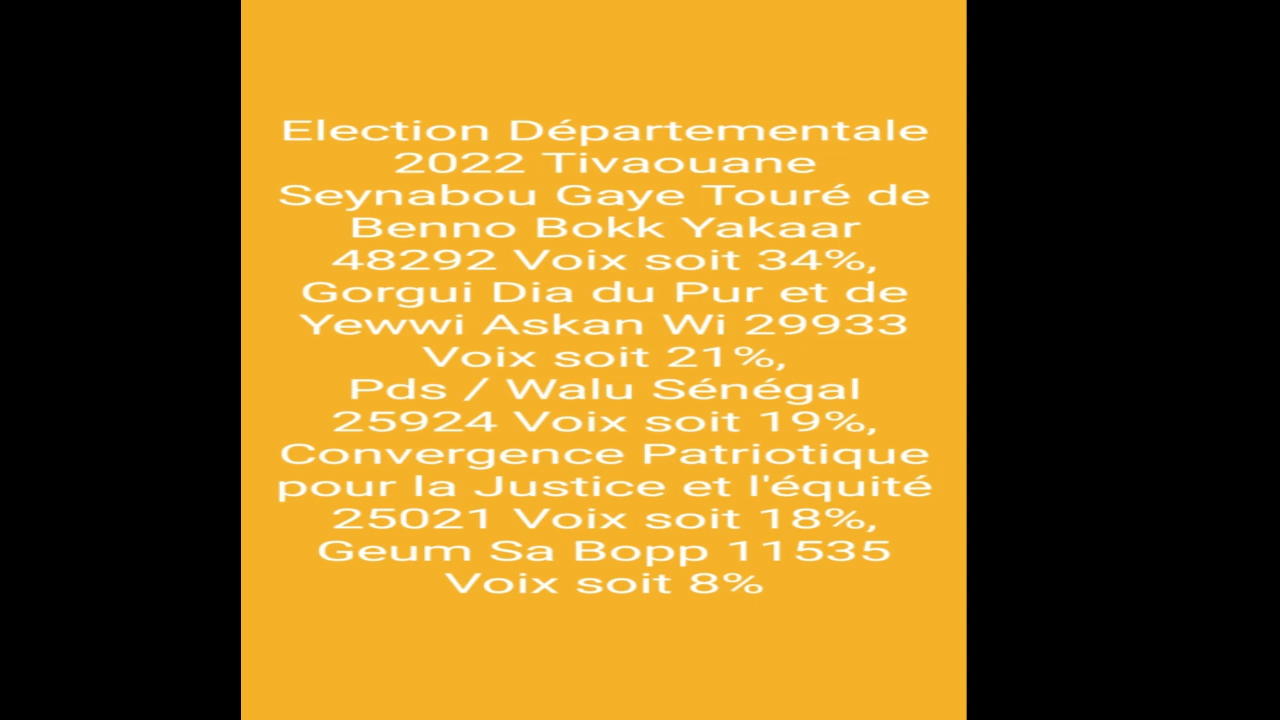 Election Départementale
2022 Tivaouane
Seynabou Gaye Touré de
Benno Bokk Yakaar
48292 Voix soit 34%,
Gorgui Dia du Pur et de
Yewwi Askan Wi 29933
Voix soit 21%,
Pds / Walu Sénégal
25924 Voix soit 19%,
Convergence Patriotique
pour la Justice et l'équité
25021 Voix soit 18%,
Geum Sa Bopp 11535
Voix soit 8%